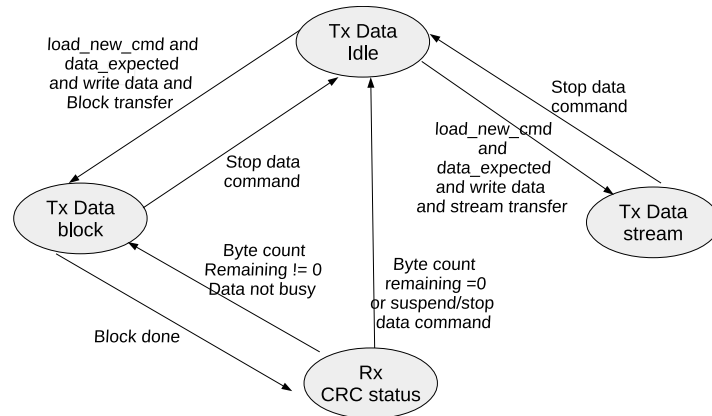 Tx Data
Idle
load_new_cmd and
data_expected
and write data and
Block transfer
Stop data
command
Stop data
command
load_new_cmd
and
data_expected
and write data
and stream transfer
Tx Data
block
Tx Data
stream
Byte count
Remaining != 0
Data not busy
Byte count
remaining =0
or suspend/stop
data command
Block done
Rx
CRC status